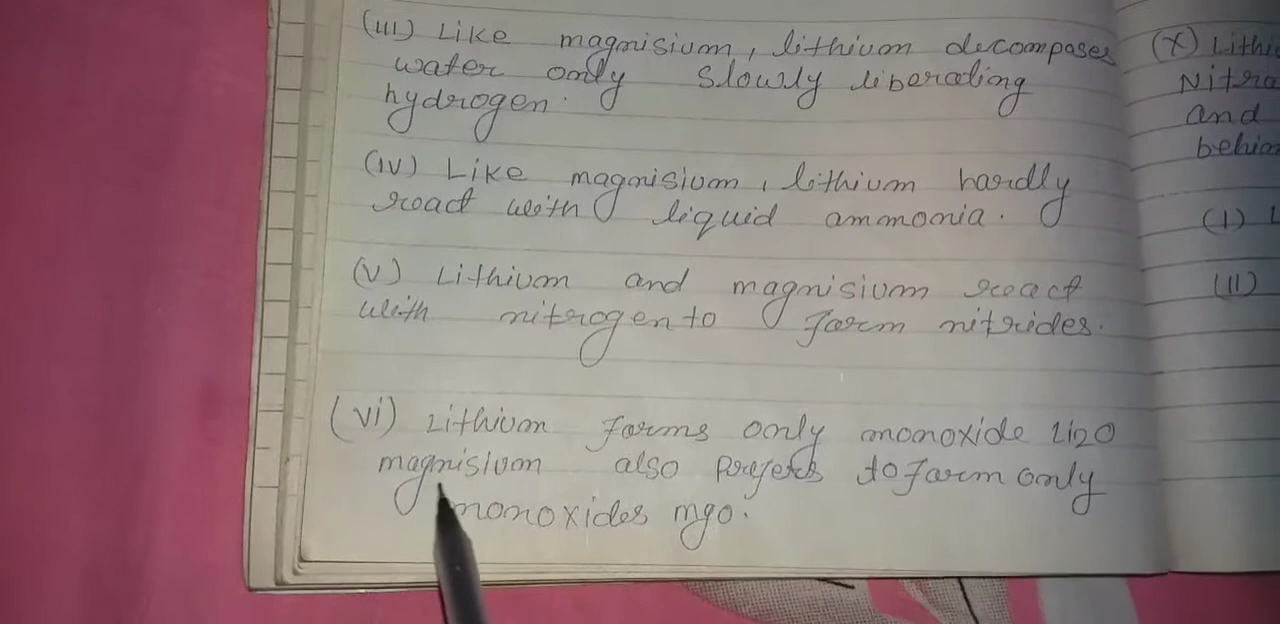 (III) Like magnisium, lithium decompases
water only slowly liberating
hydrogen.
(IV) Like magnisium, lithium hardly
react with liquid ammonia.
(V) Lithium and magnisium react
with nitrogen to form nitrides.
(Vi) Lithium forms only monoxide Li2O
magnisium also prefers to form only
monoxides mgo.
(X) Lithi
Nitra
and
behi
(I)
(II)